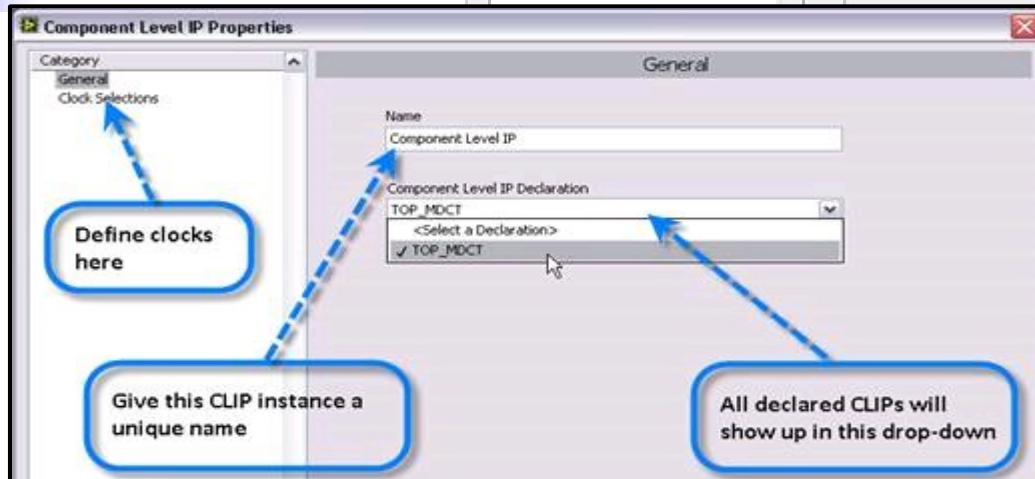 Component Level IP Properties
Category
General
Clock Selections
General
Name
Component Level IP
Component Level IP Declaration
TOP_MDCT
<Select a Declaration>
✓ TOP_MDCT
Define clocks
here
Give this CLIP instance a
unique name
All declared CLIPs will
show up in this drop-down